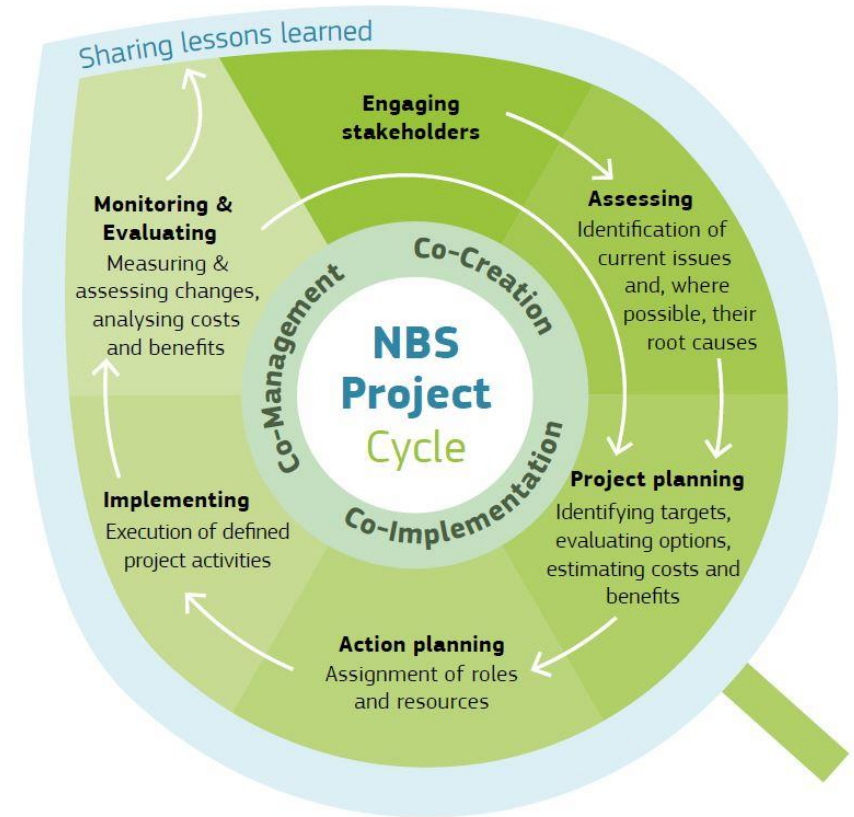 Sharing lessons learned
Engaging
stakeholders
Assessing
Identification of
current issues
and, where
possible, their
root causes
Project planning
Identifying targets,
evaluating options,
estimating costs and
benefits
Action planning
Assignment of roles
and resources
Implementing
Execution of defined
project activities
Monitoring &
Evaluating
Measuring &
assessing changes,
analysing costs
and benefits
Co-Creation
Co-Implementation
Co-Management
NBS
Project
Cycle